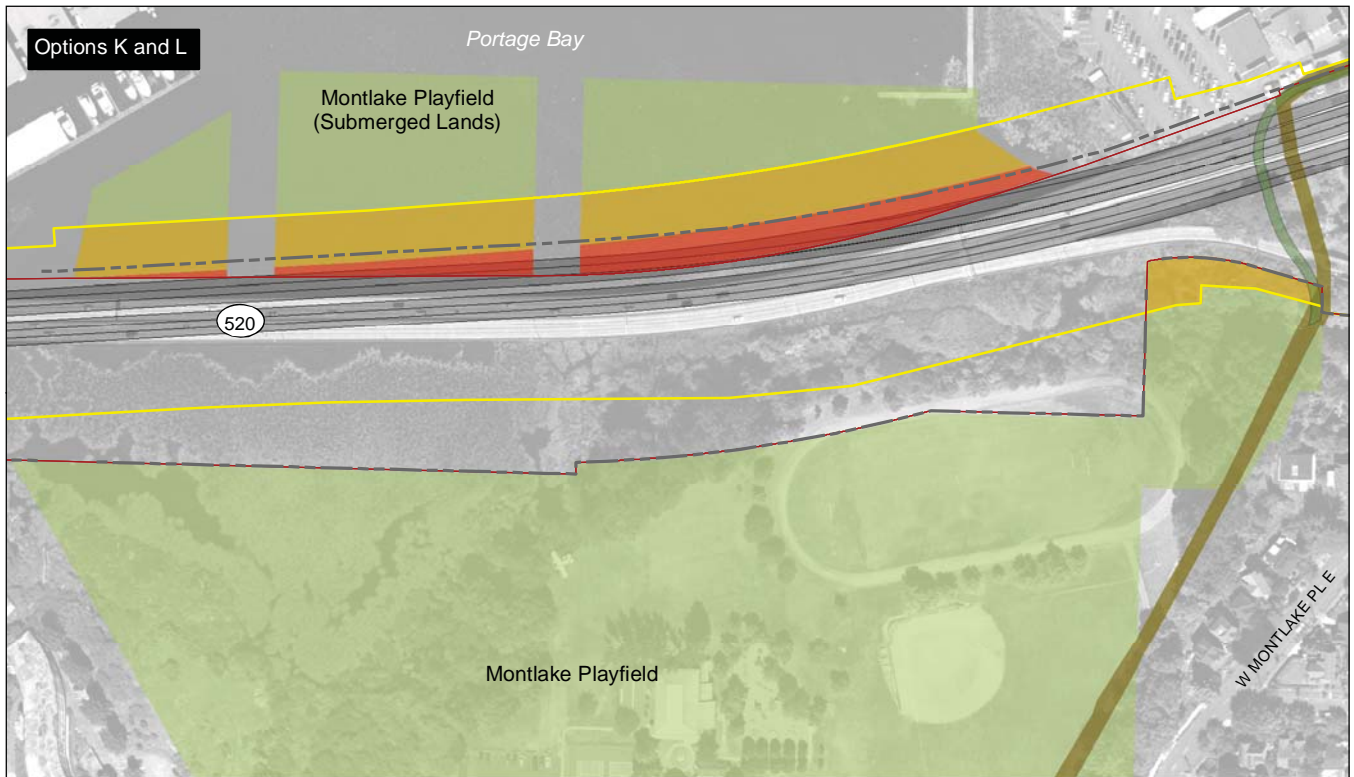 Options K and L
Portage Bay
Montlake Playfield
(Submerged Lands)
520
Montlake Playfield
W MONTLAKE PL E